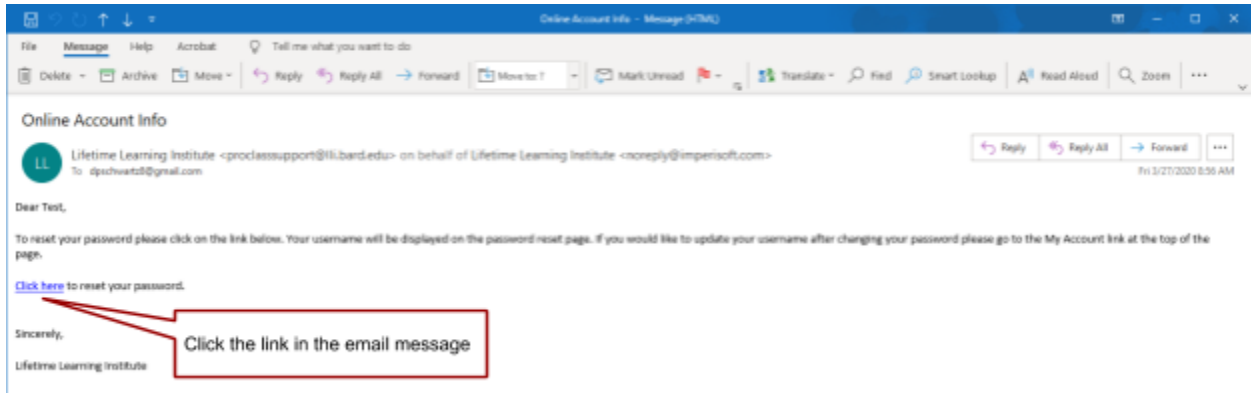 Online Account Info - Message (HTML)
File Message Help Acrobat Tell me what you want to do
Delete Archive Move Reply Reply All Forward Move to: ? Mark Unread Translate Find Smart Lookup Read Aloud Zoom
Online Account Info
LL
Lifetime Learning Institute <proclasssupport@lli.bard.edu> on behalf of Lifetime Learning Institute <noreply@imperisoft.com>
To dpschwartz8@gmail.com
Reply Reply All Forward
Fri 3/27/2020 8:56 AM
Dear Test,
To reset your password please click on the link below. Your username will be displayed on the password reset page. If you would like to update your username after changing your password please go to the My Account link at the top of the
page.
Click here to reset your password.
Click the link in the email message
Sincerely,
Lifetime Learning Institute